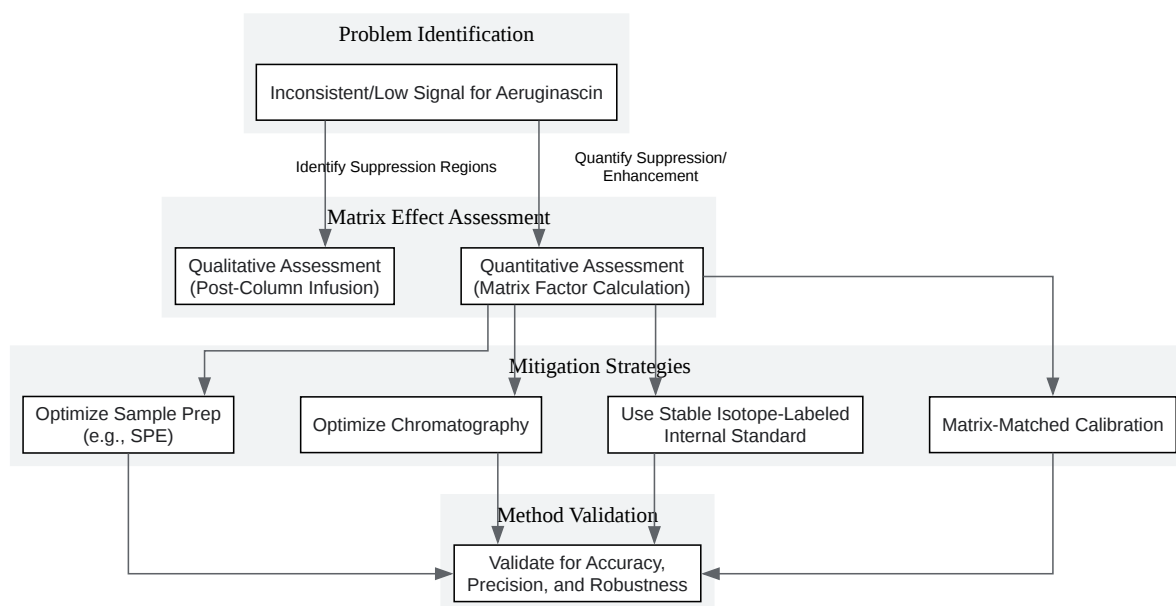 Problem Identification
Inconsistent/Low Signal for Aeruginascin
Identify Suppression Regions
Quantify Suppression/
Enhancement
Matrix Effect Assessment
Qualitative Assessment
(Post-Column Infusion)
Quantitative Assessment
(Matrix Factor Calculation)
Mitigation Strategies
Optimize Sample Prep
(e.g., SPE)
Optimize Chromatography
Use Stable Isotope-Labeled
Internal Standard
Matrix-Matched Calibration
Method Validation
Validate for Accuracy,
Precision, and Robustness